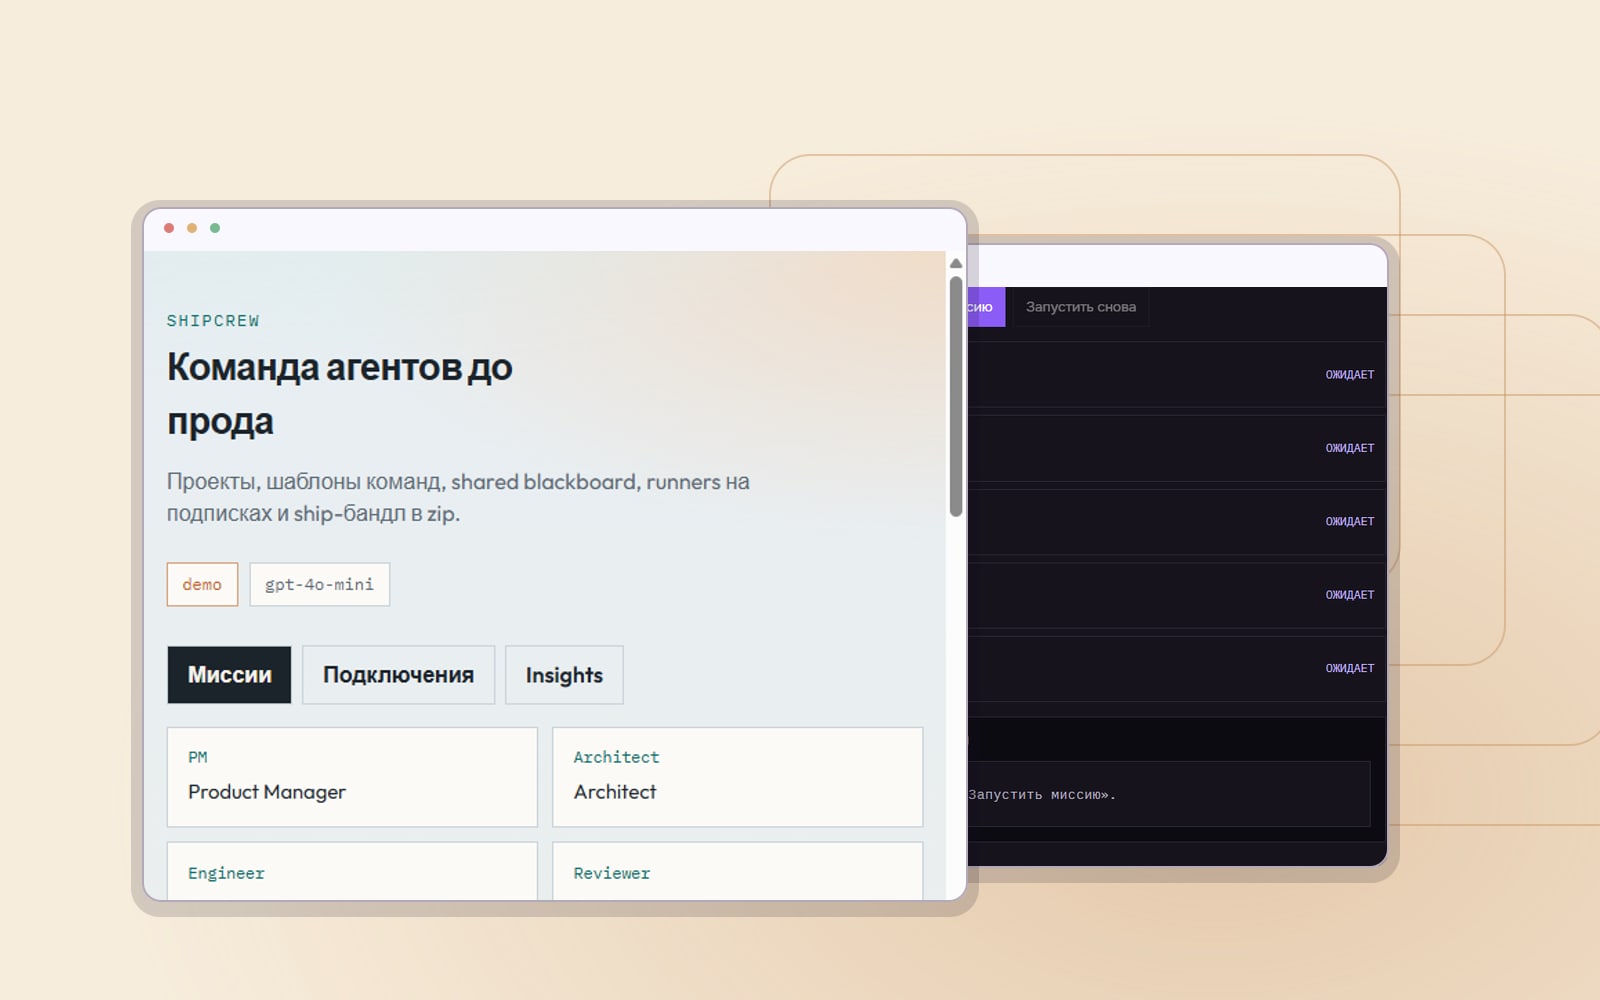 SHIPCREW
Команда агентов до
прода
Проекты, шаблоны команд, shared blackboard, runners на
подписках и ship-бандл в zip.
demo
gpt-4o-mini
Миссии
Подключения
Insights
PM
Product Manager
Architect
Architect
Engineer
Reviewer
сию
Запустить снова
ОЖИДАЕТ
ОЖИДАЕТ
ОЖИДАЕТ
ОЖИДАЕТ
ОЖИДАЕТ
Запустить миссию».